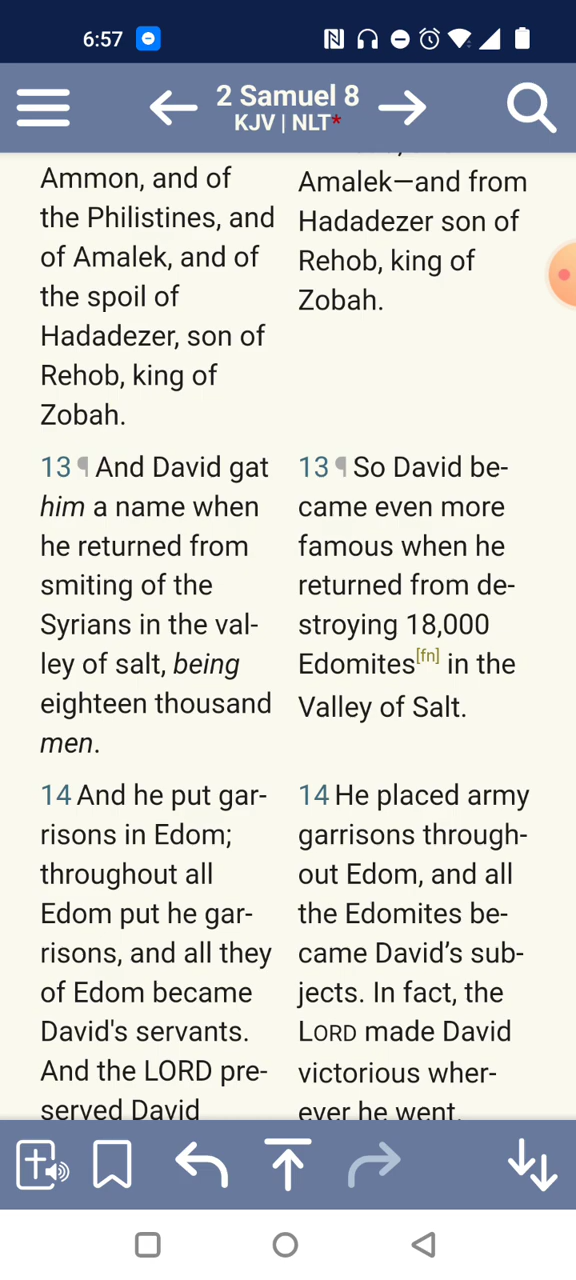 6:57
2 Samuel 8
KJV | NLT*
Ammon, and of
the Philistines, and
of Amalek, and of
the spoil of
Hadadezer, son of
Rehob, king of
Zobah.
Amalek—and from
Hadadezer son of
Rehob, king of
Zobah.
13 ¶ And David gat
him a name when
he returned from
smiting of the
Syrians in the val-
ley of salt, being
eighteen thousand
men.
13 ¶ So David be-
came even more
famous when he
returned from de-
stroying 18,000
Edomites[fn] in the
Valley of Salt.
14 And he put gar-
risons in Edom;
throughout all
Edom put he gar-
risons, and all they
of Edom became
David's servants.
And the LORD pre-
served David
14 He placed army
garrisons through-
out Edom, and all
the Edomites be-
came David’s sub-
jects. In fact, the
LORD made David
victorious wher-
ever he went.